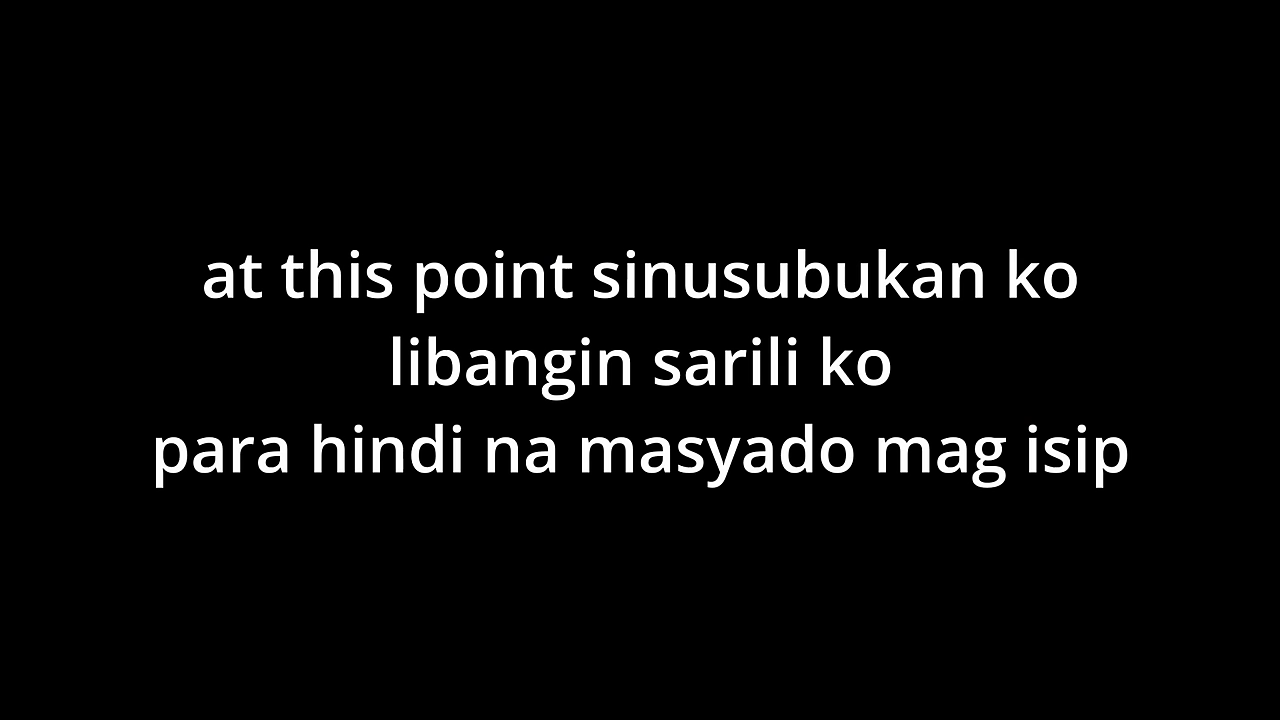 at this point sinusubukan ko
libangin sarili ko
para hindi na masyado mag isip